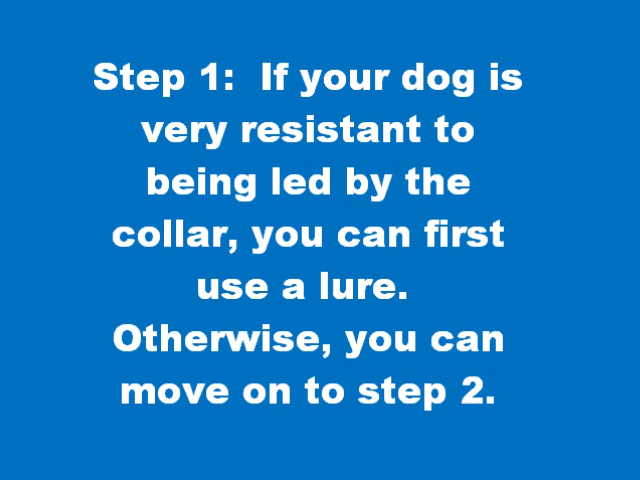 Step 1:  If your dog is
very resistant to
being led by the
collar, you can first
use a lure.
Otherwise, you can
move on to step 2.